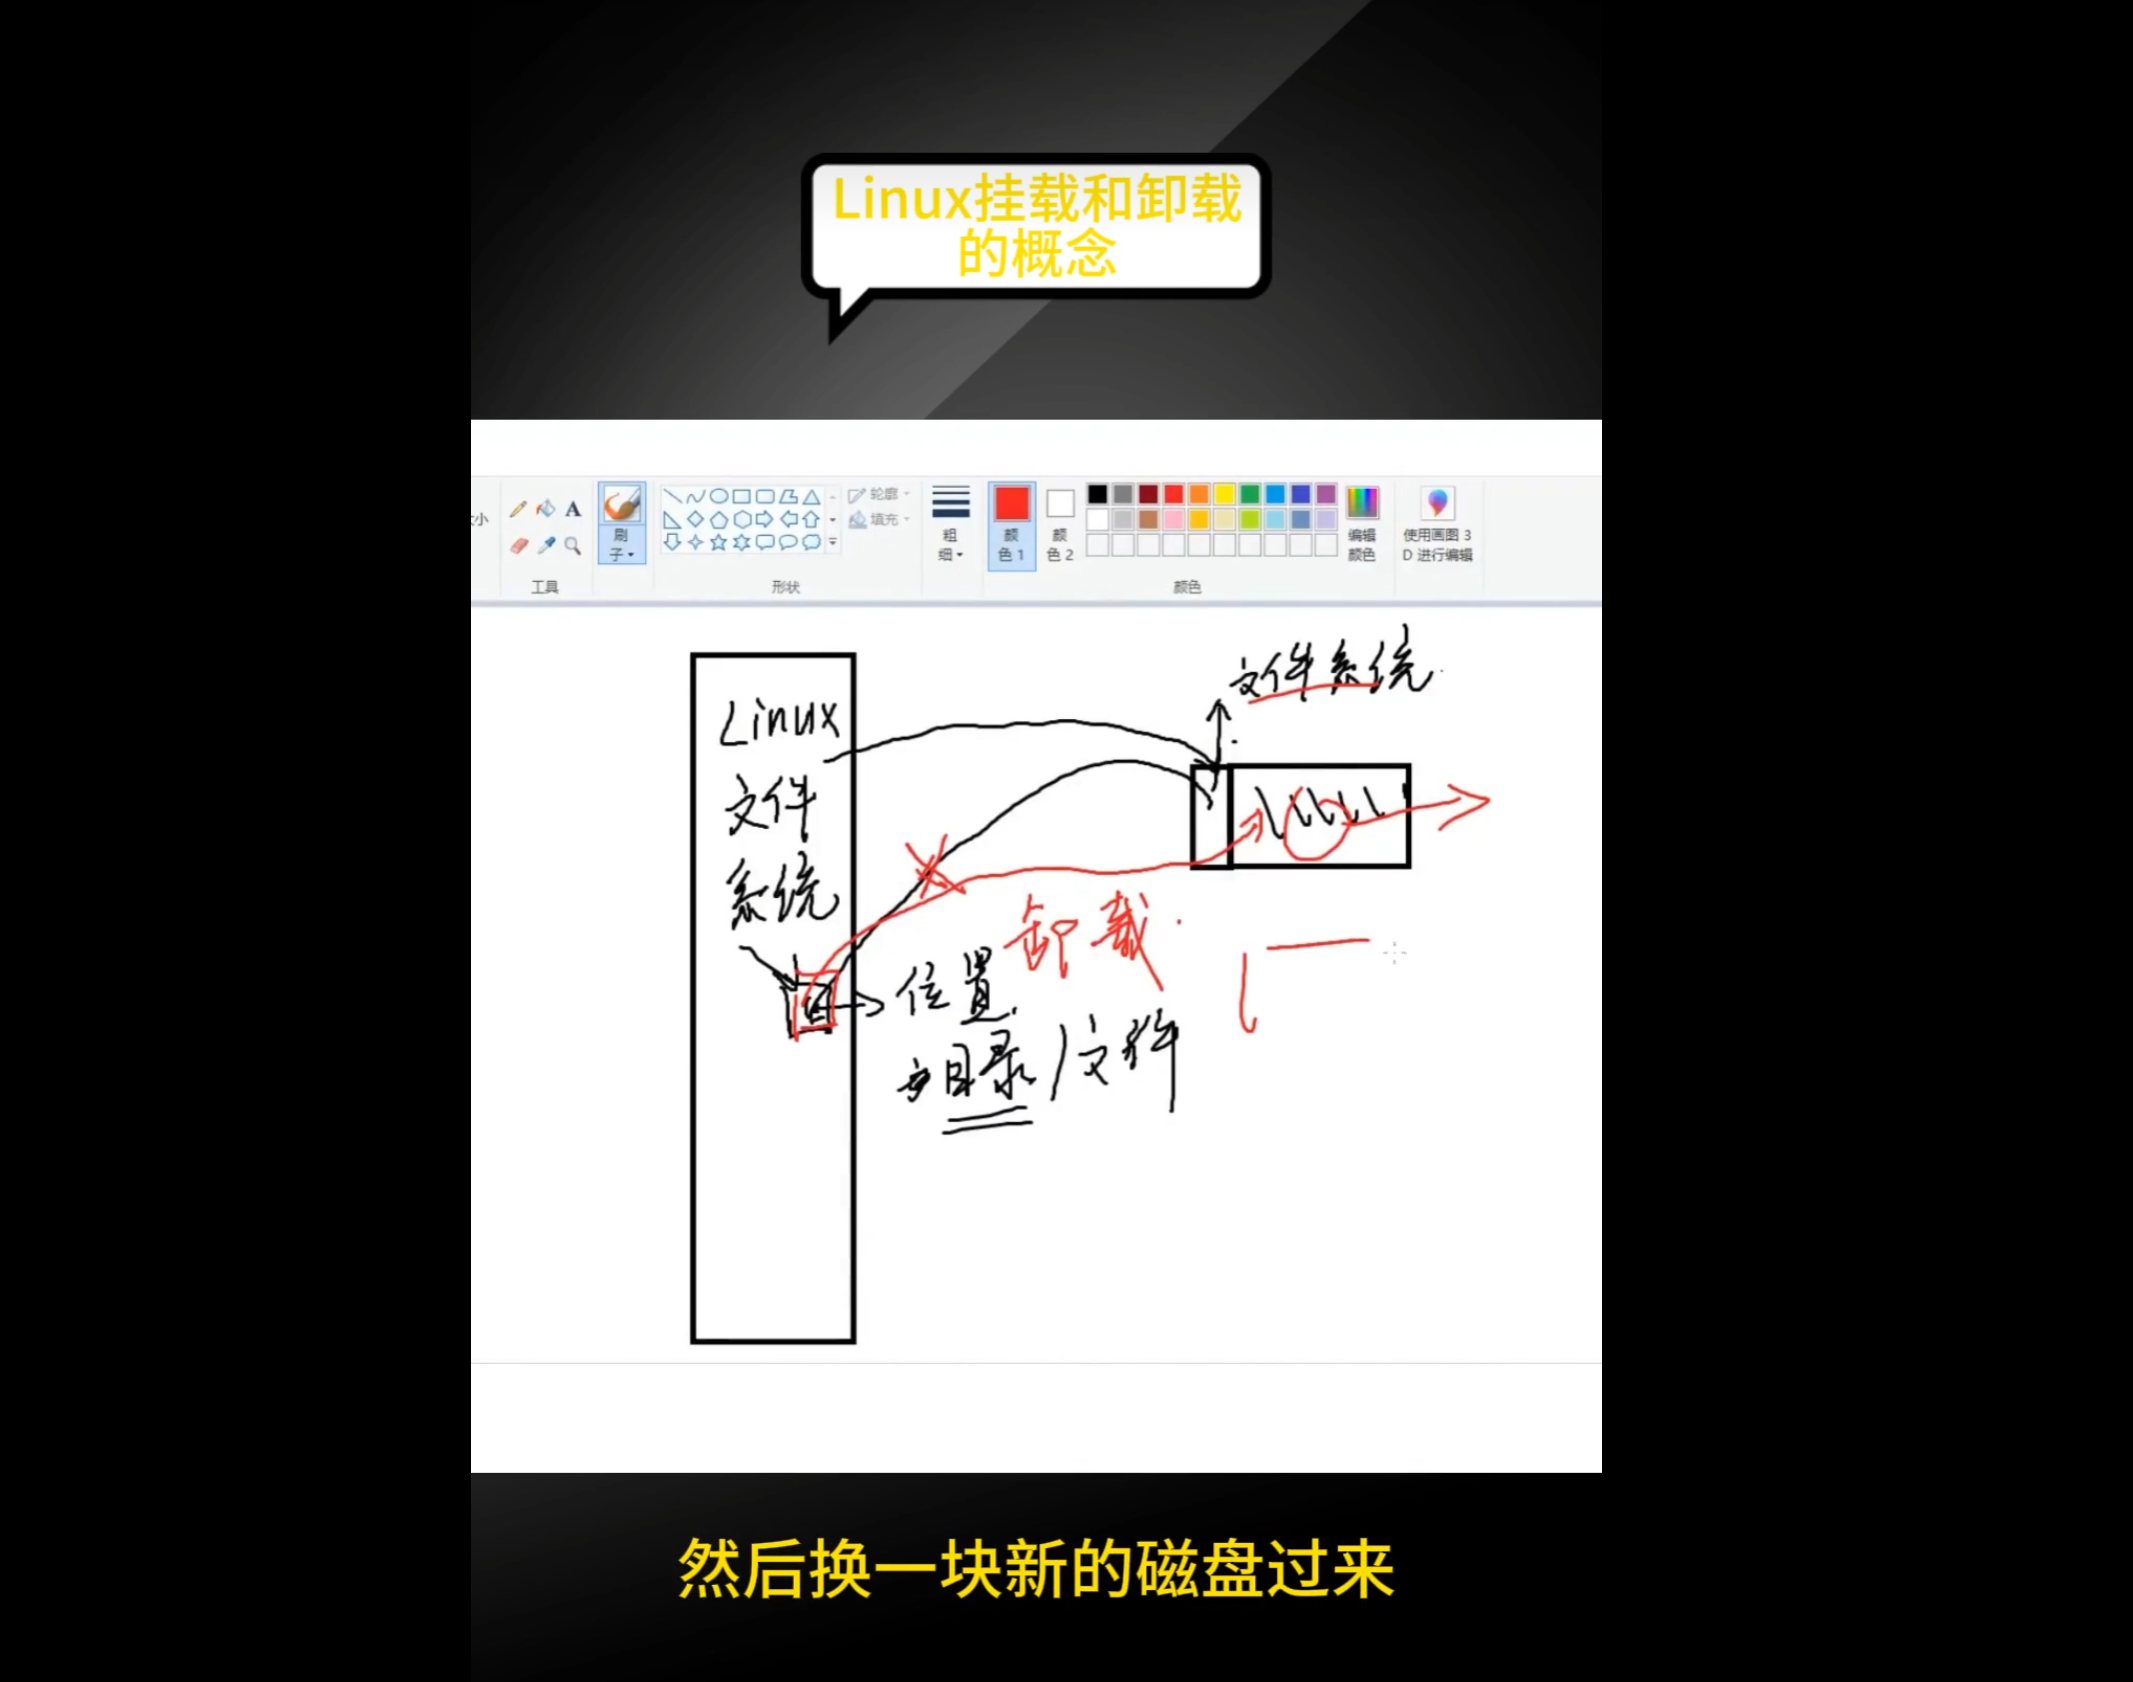 Linux挂载和卸载
的概念
轮廓
填充
刷
子
粗
细
颜
色 1
颜
色 2
编辑
颜色
使用画图 3
D 进行编辑
工具
形状
颜色
文件系统
Linux
文件
系统
卸载
位置
目录/文件
然后换一块新的磁盘过来